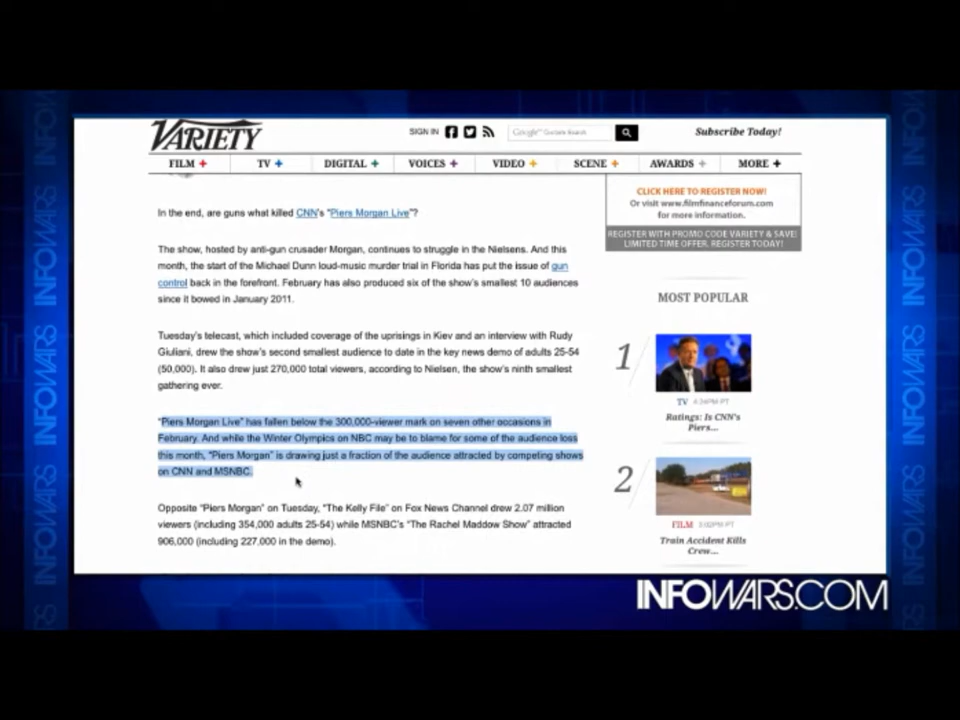 VARIETY
SIGN IN
Google™ Custom Search
Subscribe Today!
FILM + TV + DIGITAL + VOICES + VIDEO + SCENE + AWARDS + MORE +
In the end, are guns what killed CNN's "Piers Morgan Live"?
The show, hosted by anti-gun crusader Morgan, continues to struggle in the Nielsens. And this
month, the start of the Michael Dunn loud-music murder trial in Florida has put the issue of gun
control back in the forefront. February has also produced six of the show's smallest 10 audiences
since it bowed in January 2011.
Tuesday's telecast, which included coverage of the uprisings in Kiev and an interview with Rudy
Giuliani, drew the show's second smallest audience to date in the key news demo of adults 25-54
(50,000). It also drew just 270,000 total viewers, according to Nielsen, the show's ninth smallest
gathering ever.
"Piers Morgan Live" has fallen below the 300,000-viewer mark on seven other occasions in
February. And while the Winter Olympics on NBC may be to blame for some of the audience loss
this month, "Piers Morgan" is drawing just a fraction of the audience attracted by competing shows
on CNN and MSNBC.
Opposite "Piers Morgan" on Tuesday, "The Kelly File" on Fox News Channel drew 2.07 million
viewers (including 354,000 adults 25-54) while MSNBC's "The Rachel Maddow Show" attracted
906,000 (including 227,000 in the demo).
CLICK HERE TO REGISTER NOW!
Or visit www.filmfinanceforum.com
for more information.
REGISTER WITH PROMO CODE VARIETY & SAVE!
LIMITED TIME OFFER. REGISTER TODAY!
MOST POPULAR
1
TV 4:34PM PT
Ratings: Is CNN's
Piers...
2
FILM 5:02PM PT
Train Accident Kills
Crew...
INFOWARS.COM
INFOWARS
INFOWARS
INFOWARS
INFOWARS